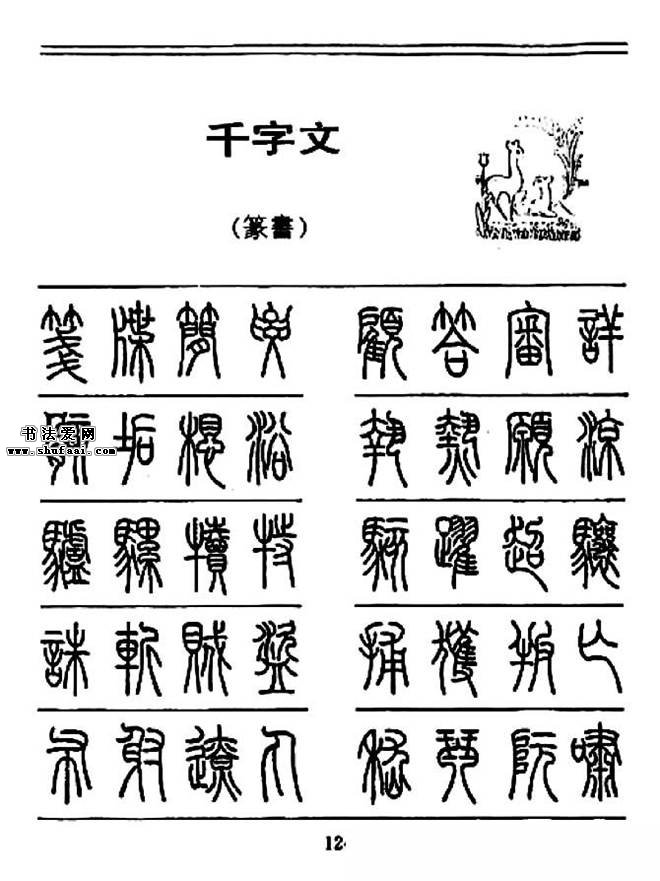 千字文
(篆書)
箋牒簡要 顧答審詳
骸垢想浴 執熱願涼
书法爱网
www.shufaai.com
驢騾犢特 駭躍超驤
誅斬賊盜 捕獲叛亡
布射遼丸 嵇琴阮嘯